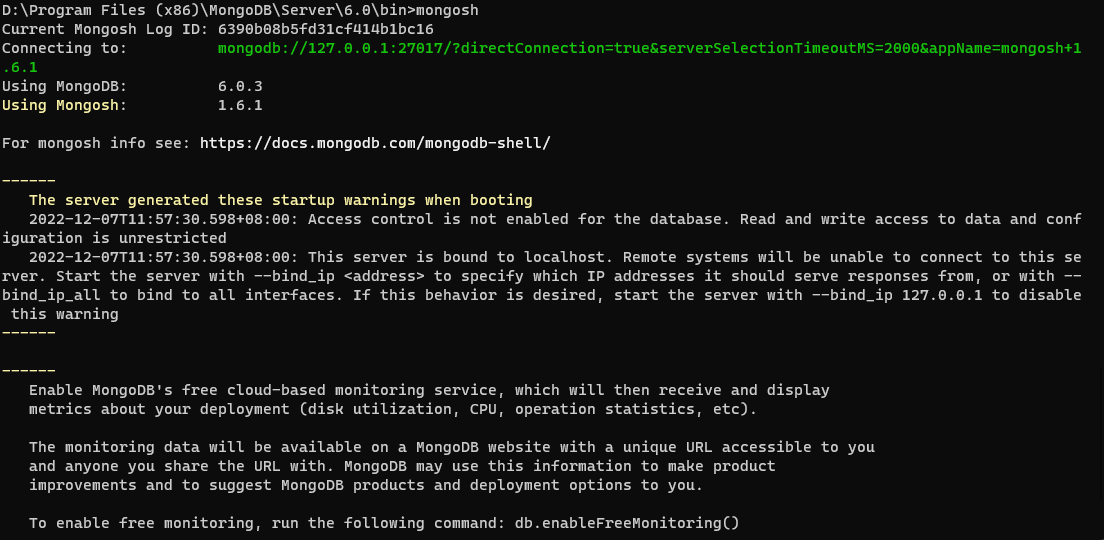 D:\Program Files (x86)\MongoDB\Server\6.0\bin>mongosh
Current Mongosh Log ID: 6390b08b5fd31cf414b1bc16
Connecting to:          mongodb://127.0.0.1:27017/?directConnection=true&serverSelectionTimeoutMS=2000&appName=mongosh+1
.6.1
Using MongoDB:          6.0.3
Using Mongosh:          1.6.1

For mongosh info see: https://docs.mongodb.com/mongodb-shell/

------
   The server generated these startup warnings when booting
   2022-12-07T11:57:30.598+08:00: Access control is not enabled for the database. Read and write access to data and conf
iguration is unrestricted
   2022-12-07T11:57:30.598+08:00: This server is bound to localhost. Remote systems will be unable to connect to this se
rver. Start the server with --bind_ip <address> to specify which IP addresses it should serve responses from, or with --
bind_ip_all to bind to all interfaces. If this behavior is desired, start the server with --bind_ip 127.0.0.1 to disable
 this warning
------

------
   Enable MongoDB's free cloud-based monitoring service, which will then receive and display
   metrics about your deployment (disk utilization, CPU, operation statistics, etc).

   The monitoring data will be available on a MongoDB website with a unique URL accessible to you
   and anyone you share the URL with. MongoDB may use this information to make product
   improvements and to suggest MongoDB products and deployment options to you.

   To enable free monitoring, run the following command: db.enableFreeMonitoring()